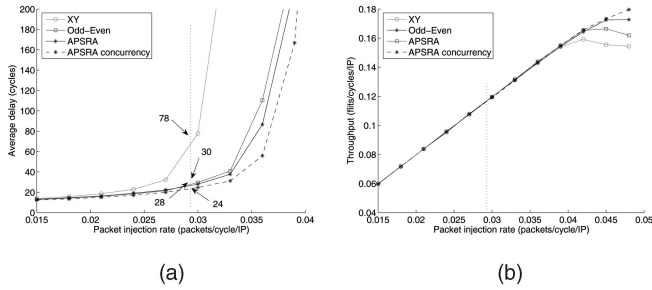 200
180
160
140
120
100
80
60
40
20
0
Average delay (cycles)
XY
Odd−Even
APSRA
APSRA concurrency
78
30
28
24
0.015
0.02
0.025
0.03
0.035
0.04
Packet injection rate (packets/cycle/IP)
(a)
0.18
0.16
0.14
0.12
0.1
0.08
0.06
0.04
Throughput (flits/cycles/IP)
XY
Odd−Even
APSRA
APSRA concurrency
0.015
0.02
0.025
0.03
0.035
0.04
0.045
0.05
Packet injection rate (packets/cycle/IP)
(b)